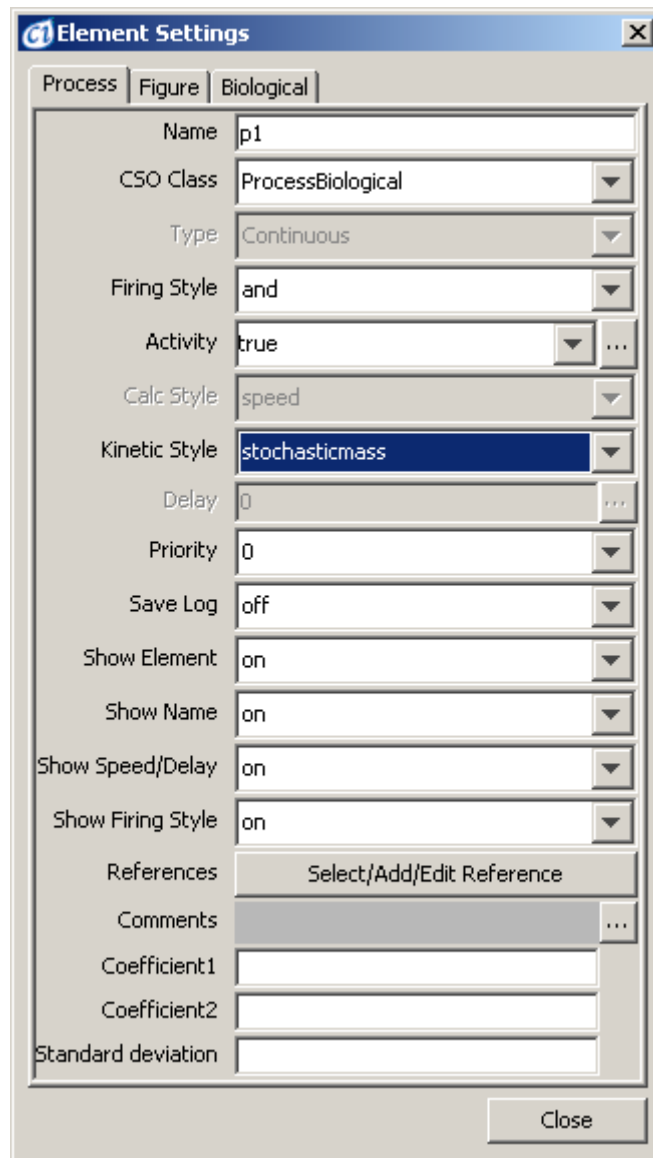 Element Settings
Process Figure Biological
Name p1
CSO Class ProcessBiological
Type Continuous
Firing Style and
Activity true ...
Calc Style speed
Kinetic Style stochasticmass
Delay 0 ...
Priority 0
Save Log off
Show Element on
Show Name on
Show Speed/Delay on
Show Firing Style on
References Select/Add/Edit Reference
Comments ...
Coefficient1
Coefficient2
Standard deviation
Close